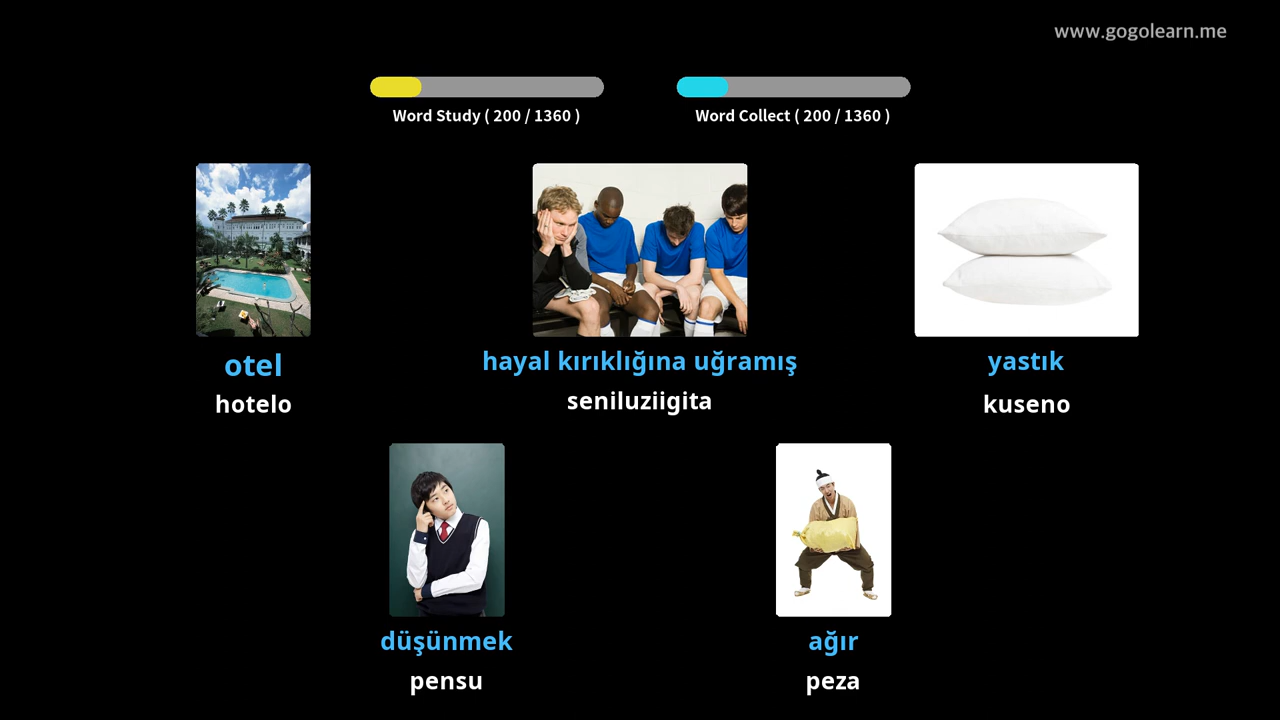 www.gogolearn.me
Word Study ( 200 / 1360 )
Word Collect ( 200 / 1360 )
otel
hotelo
hayal kırıklığına uğramış
seniluziigita
yastık
kuseno
düşünmek
pensu
ağır
peza